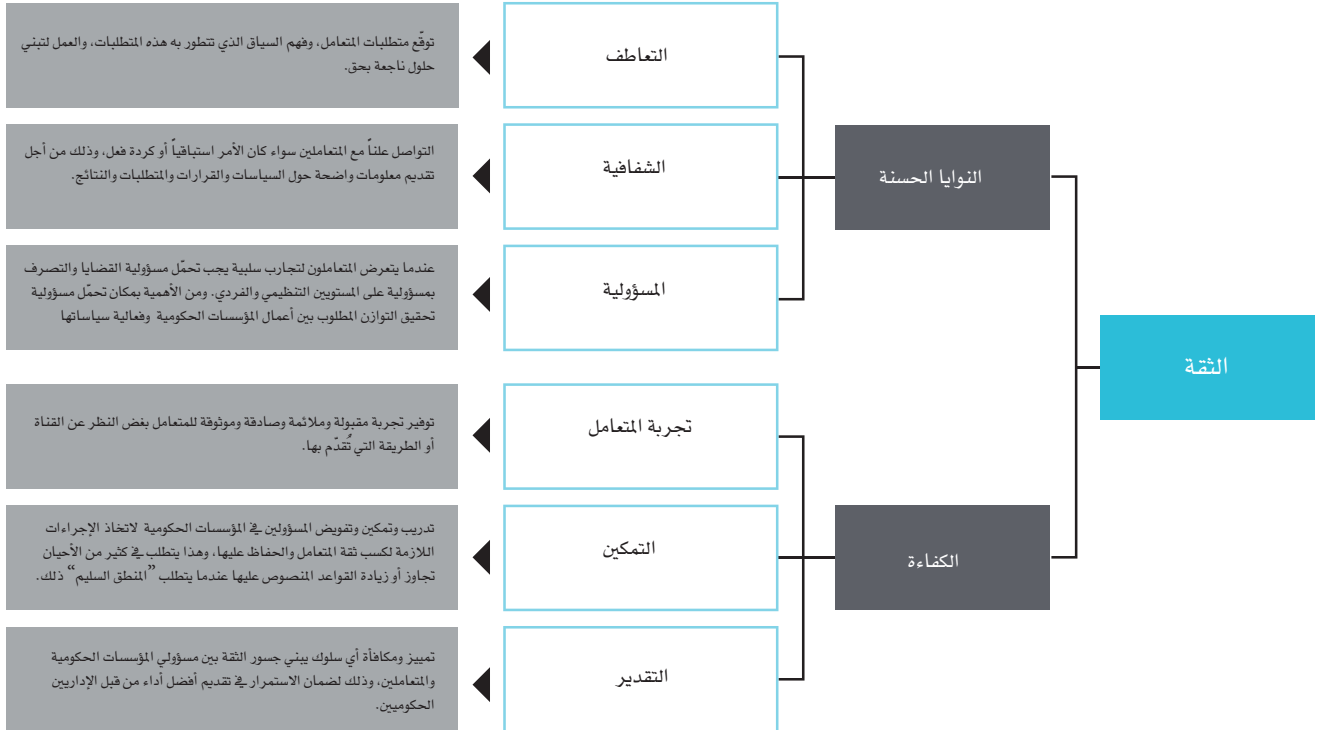 الثقة
النوايا الحسنة
التعاطف
توقّع متطلبات المتعامل، وفهم السياق الذي تتطور به هذه المتطلبات، والعمل لتبني
حلول ناجعة بحق.
الشفافية
التواصل علناً مع المتعاملين سواء كان الأمر استباقياً أو كردة فعل، وذلك من أجل
تقديم معلومات واضحة حول السياسات والقرارات والمتطلبات والنتائج.
المسؤولية
عندما يتعرض المتعاملون لتجارب سلبية يجب تحمّل مسؤولية القضايا والتصرف
بمسؤولية على المستويين التنظيمي والفردي. ومن الأهمية بمكان تحمّل مسؤولية
تحقيق التوازن المطلوب بين أعمال المؤسسات الحكومية وفعالية سياساتها
الكفاءة
تجربة المتعامل
توفير تجربة مقبولة وملائمة وصادقة وموثوقة للمتعامل بغض النظر عن القناة
أو الطريقة التي تُقدّم بها.
التمكين
تدريب وتمكين وتفويض المسؤولين في المؤسسات الحكومية لاتخاذ الإجراءات
اللازمة لكسب ثقة المتعامل والحفاظ عليها، وهذا يتطلب في كثير من الأحيان
تجاوز أو زيادة القواعد المنصوص عليها عندما يتطلب ”المنطق السليم“ ذلك.
التقدير
تمييز ومكافأة أي سلوك يبني جسور الثقة بين مسؤولي المؤسسات الحكومية
والمتعاملين، وذلك لضمان الاستمرار في تقديم أفضل أداء من قبل الإداريين
الحكوميين.